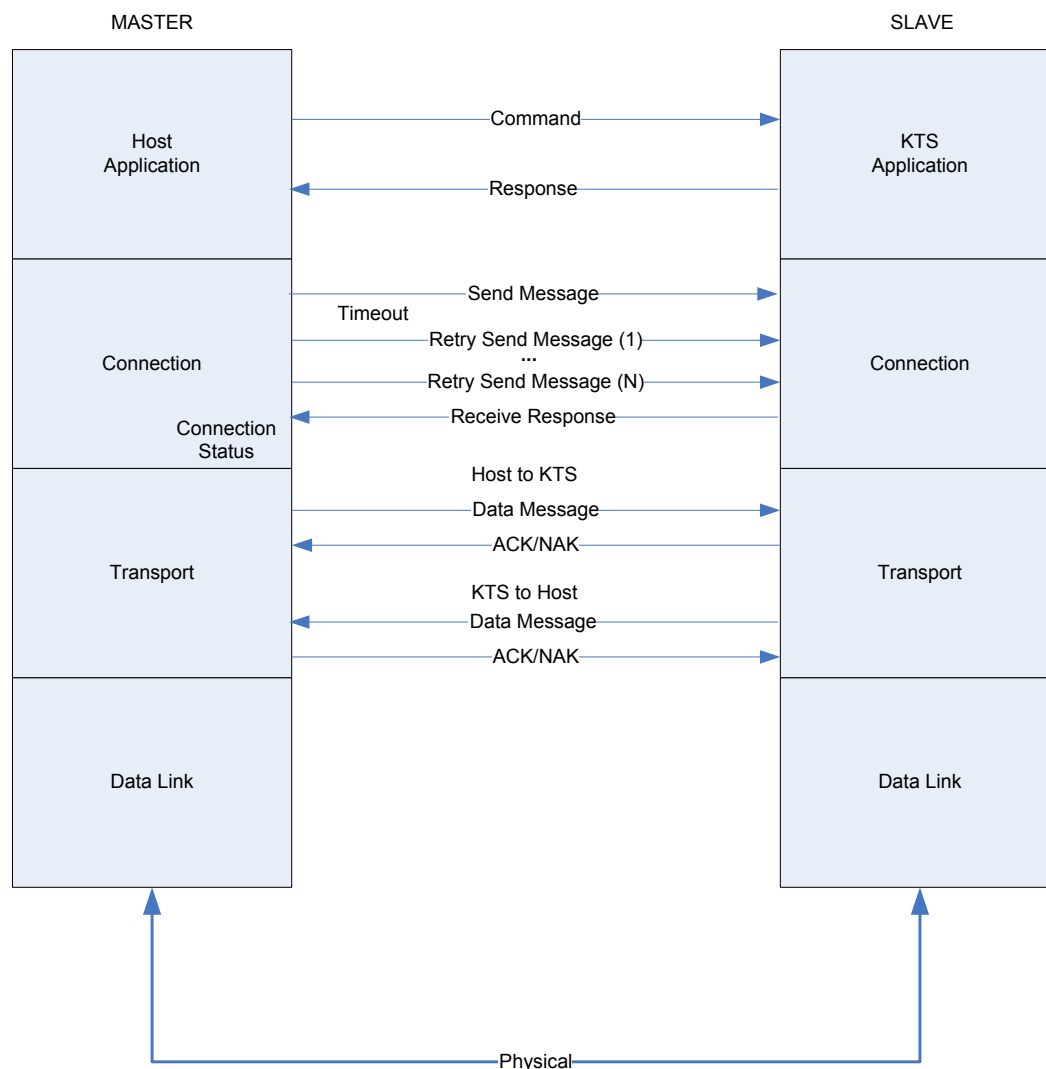 MASTER
SLAVE
Host
Application
Command
Response
KTS
Application
Connection
Connection
Status
Send Message
Timeout
Retry Send Message (1)
...
Retry Send Message (N)
Receive Response
Connection
Transport
Host to KTS
Data Message
ACK/NAK
KTS to Host
Data Message
ACK/NAK
Transport
Data Link
Data Link
Physical